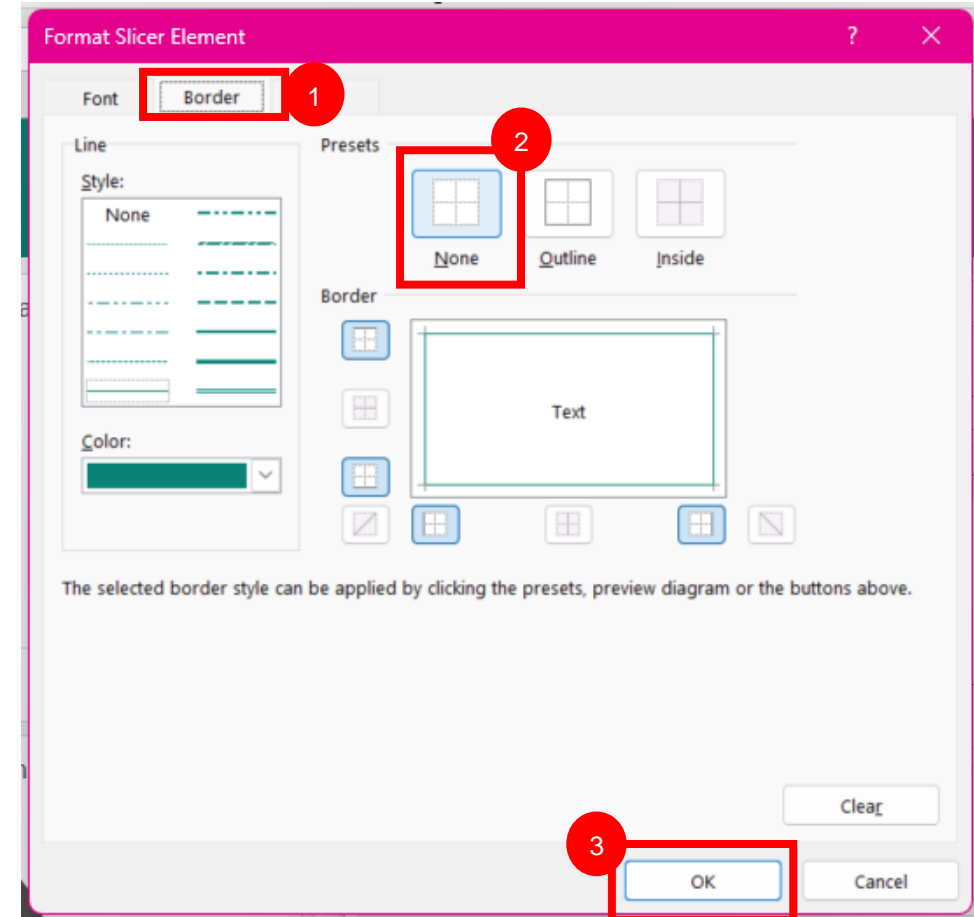 Format Slicer Element ?
Font Border 1
Line
Style:
None
Color:
Presets
2
None Outline Inside
Border
Text
The selected border style can be applied by clicking the presets, preview diagram or the buttons above.
Clear
3
OK Cancel